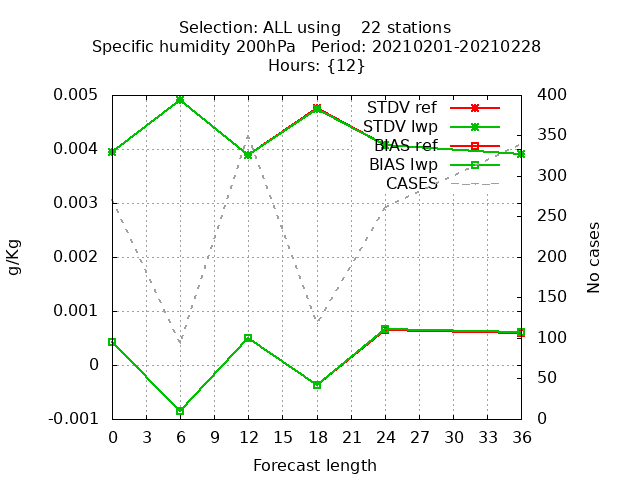 Selection: ALL using    22 stations
Specific humidity 200hPa   Period: 20210201-20210228
Hours: {12}
0.005
0.004
0.003
0.002
0.001
0
-0.001
g/Kg
STDV ref
STDV lwp
BIAS ref
BIAS lwp
CASES
400
350
300
250
200
150
100
50
0
No cases
0 3 6 9 12 15 18 21 24 27 30 33 36
Forecast length